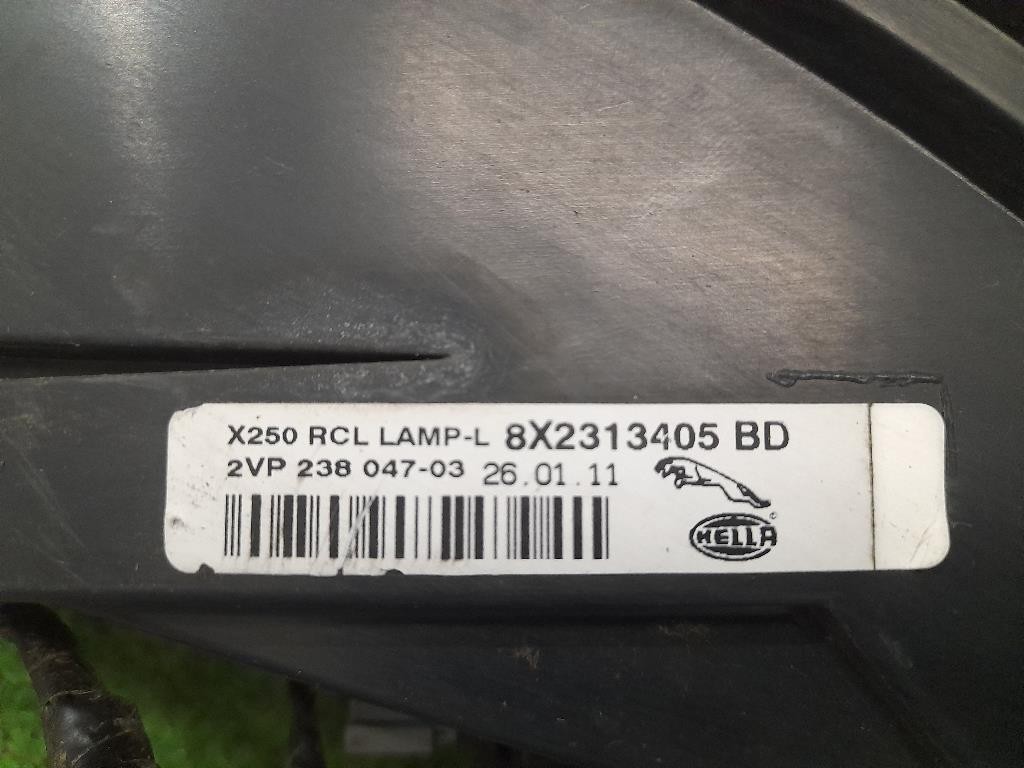 X250 RCL LAMP-L 8X2313405 BD
2VP 238 047-03 26.01.11
©
HELLA